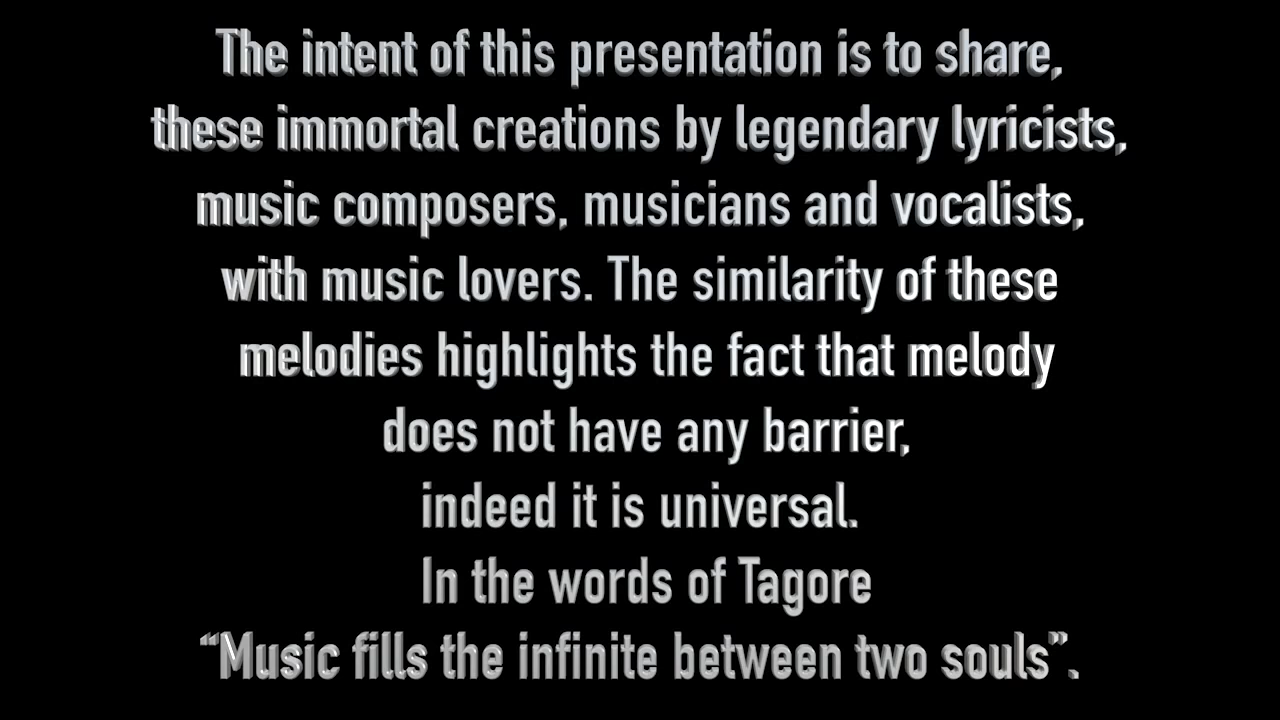 The intent of this presentation is to share,
these immortal creations by legendary lyricists,
music composers, musicians and vocalists,
with music lovers. The similarity of these
melodies highlights the fact that melody
does not have any barrier,
indeed it is universal.
In the words of Tagore
“Music fills the infinite between two souls”.